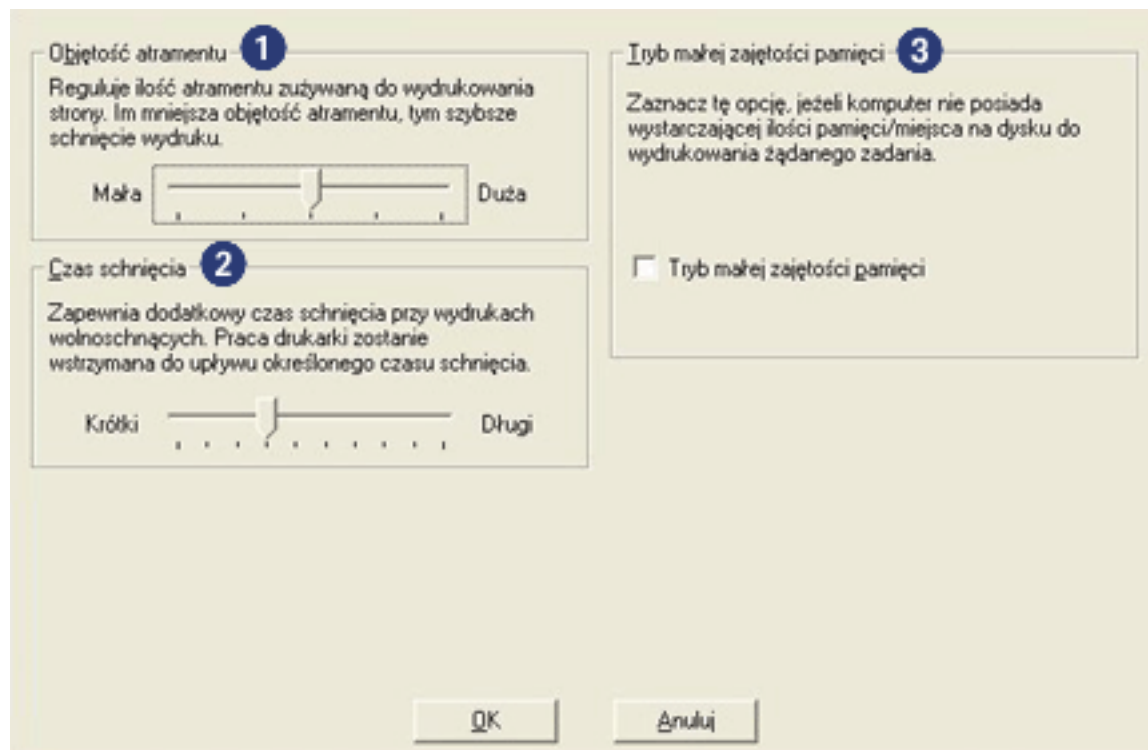 Objętość atramentu 1
Reguluje ilość atramentu zużywaną do wydrukowania
strony. Im mniejsza objętość atramentu, tym szybsze
schnięcie wydruku.
Mała Duża
Czas schnięcia 2
Zapewnia dodatkowy czas schnięcia przy wydrukach
wolnoschnących. Praca drukarki zostanie
wstrzymana do upływu określonego czasu schnięcia.
Krótki Długi
Tryb małej zajętości pamięci 3
Zaznacz tę opcję, jeżeli komputer nie posiada
wystarczającej ilości pamięci/miejsca na dysku do
wydrukowania żądanego zadania.
Tryb małej zajętości pamięci
OK Anuluj